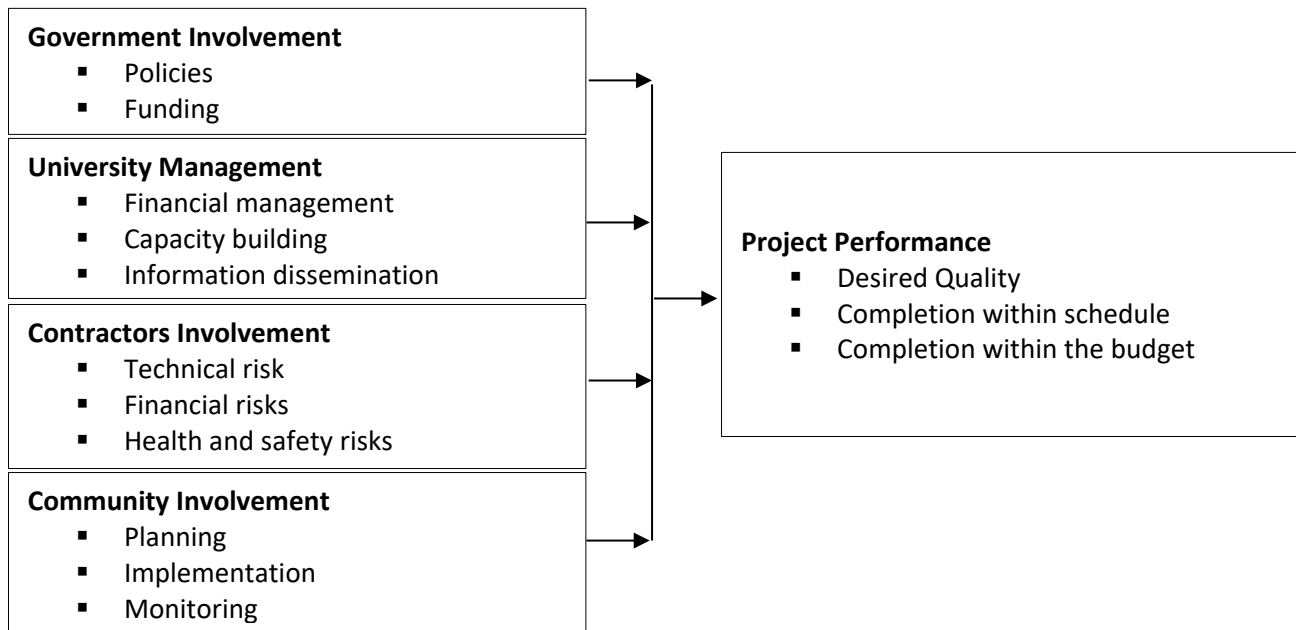 Government Involvement
▪ Policies
▪ Funding
University Management
▪ Financial management
▪ Capacity building
▪ Information dissemination
Contractors Involvement
▪ Technical risk
▪ Financial risks
▪ Health and safety risks
Community Involvement
▪ Planning
▪ Implementation
▪ Monitoring
Project Performance
▪ Desired Quality
▪ Completion within schedule
▪ Completion within the budget